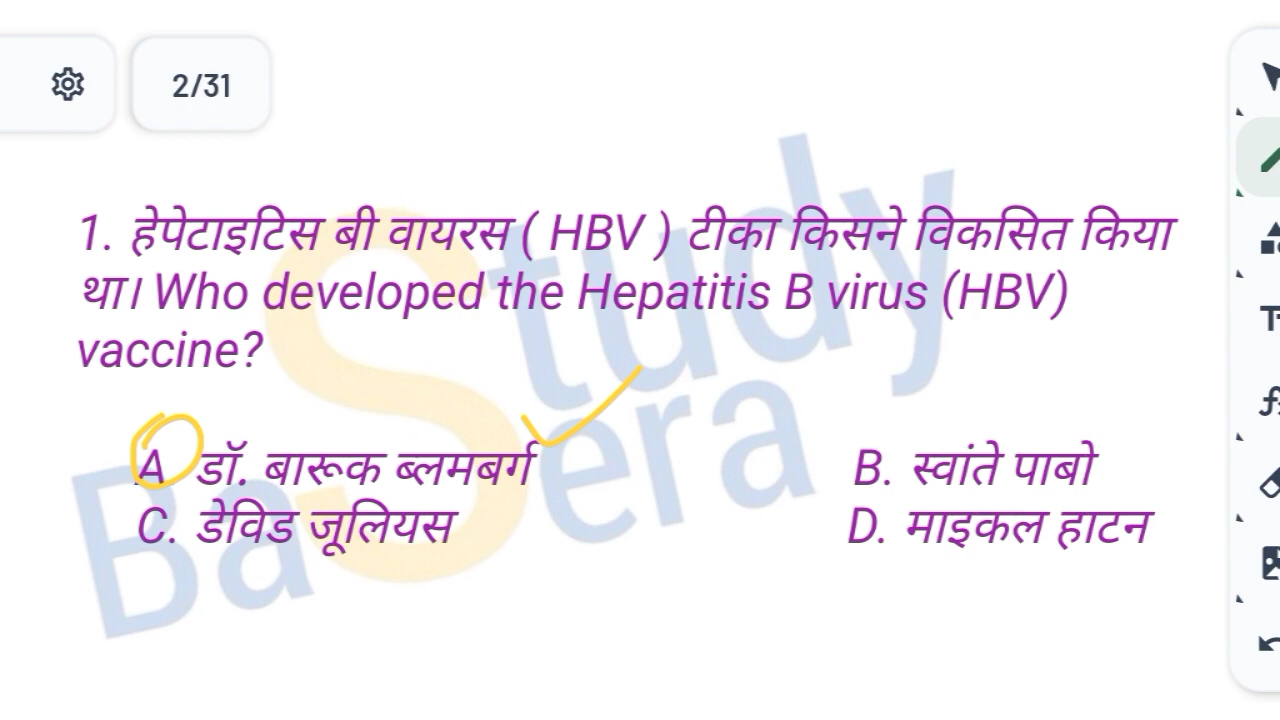 2/31
1. हेपेटाइटिस बी वायरस ( HBV ) टीका किसने विकसित किया
था। Who developed the Hepatitis B virus (HBV)
vaccine?
A डॉ. बारूक ब्लमबर्ग B. स्वांते पाबो
C. डेविड जूलियस D. माइकल हाटन
Study
BaSera